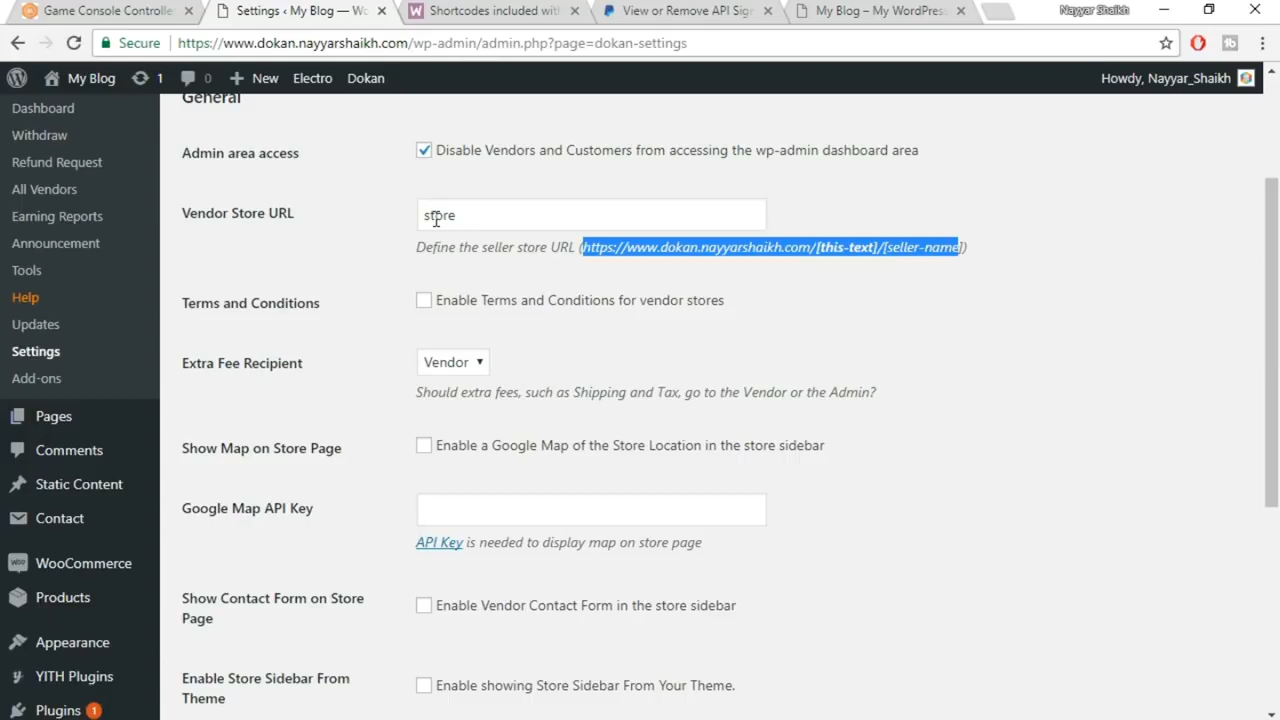 Game Console Controlle
Settings ‹ My Blog — Wo
Shortcodes included with
View or Remove API Sig
My Blog – My WordPress
Nayyar Shaikh
Secure
https://www.dokan.nayyarshaikh.com/wp-admin/admin.php?page=dokan-settings
My Blog 1 0 New Electro Dokan
Howdy, Nayyar_Shaikh
Dashboard
Withdraw
Refund Request
All Vendors
Earning Reports
Announcement
Tools
Help
Updates
Settings
Add-ons
Pages
Comments
Static Content
Contact
WooCommerce
Products
Appearance
YITH Plugins
Plugins 1
General
Admin area access
Disable Vendors and Customers from accessing the wp-admin dashboard area
Vendor Store URL
store
Define the seller store URL (https://www.dokan.nayyarshaikh.com/[this-text]/[seller-name])
Terms and Conditions
Enable Terms and Conditions for vendor stores
Extra Fee Recipient
Vendor
Should extra fees, such as Shipping and Tax, go to the Vendor or the Admin?
Show Map on Store Page
Enable a Google Map of the Store Location in the store sidebar
Google Map API Key
API Key is needed to display map on store page
Show Contact Form on Store
Page
Enable Vendor Contact Form in the store sidebar
Enable Store Sidebar From
Theme
Enable showing Store Sidebar From Your Theme.